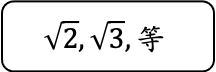 √2, √3, 等